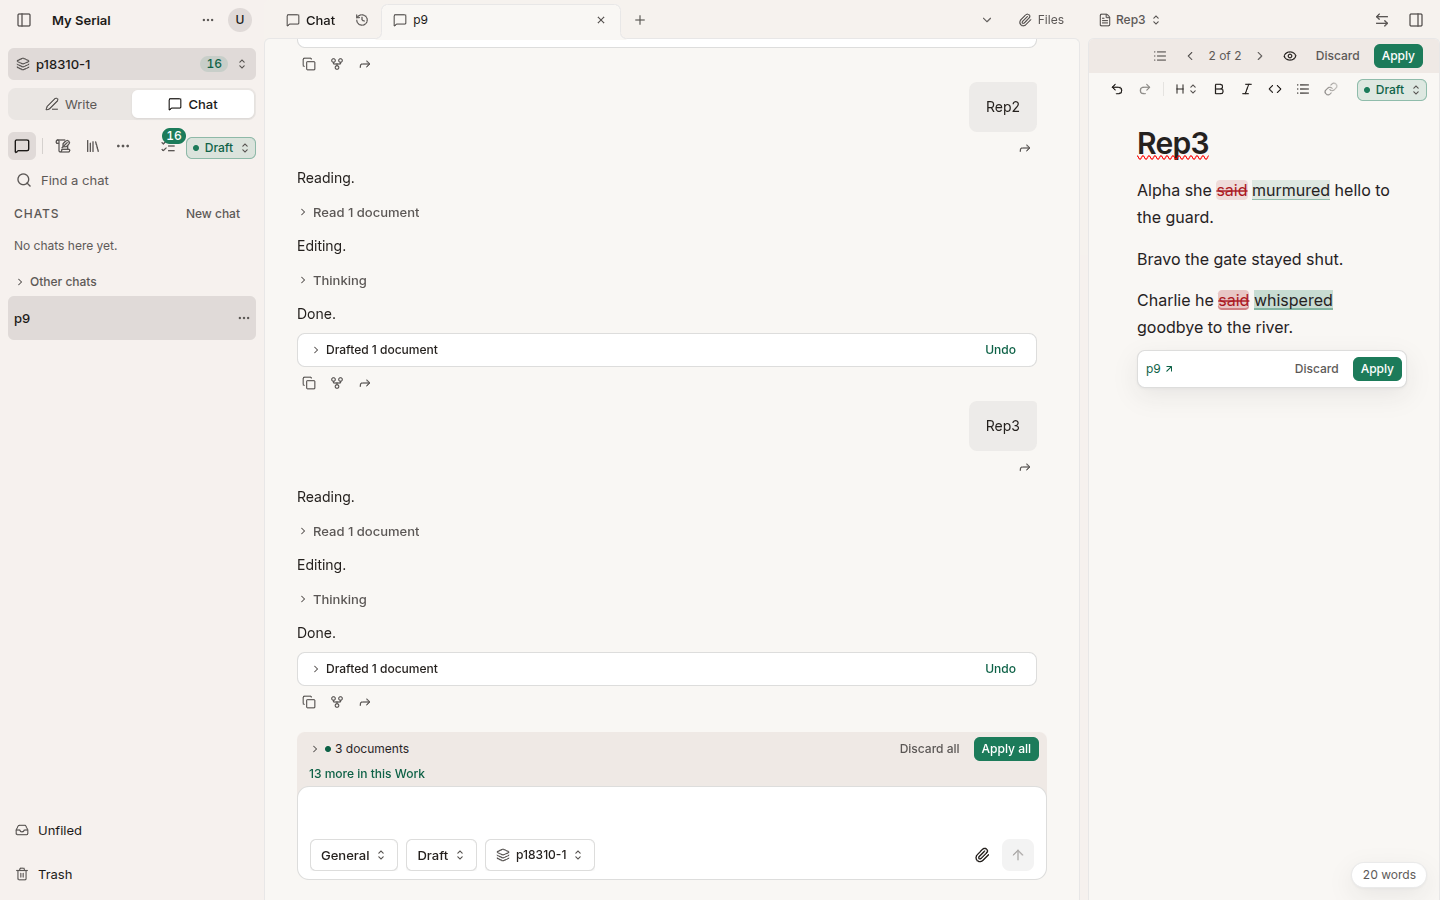 My Serial
U
p18310-1
16
Write
Chat
16
Draft
Find a chat
CHATS
New chat
No chats here yet.
Other chats
p9
Unfiled
Trash
Chat
p9
Files
Rep2
Reading.
Read 1 document
Editing.
Thinking
Done.
Drafted 1 document
Undo
Rep3
Reading.
Read 1 document
Editing.
Thinking
Done.
Drafted 1 document
Undo
3 documents
Discard all
Apply all
13 more in this Work
General
Draft
p18310-1
Rep3
2 of 2
Discard
Apply
H
B
I
Draft
Rep3
Alpha she said murmured hello to
the guard.
Bravo the gate stayed shut.
Charlie he said whispered
goodbye to the river.
p9
Discard
Apply
20 words